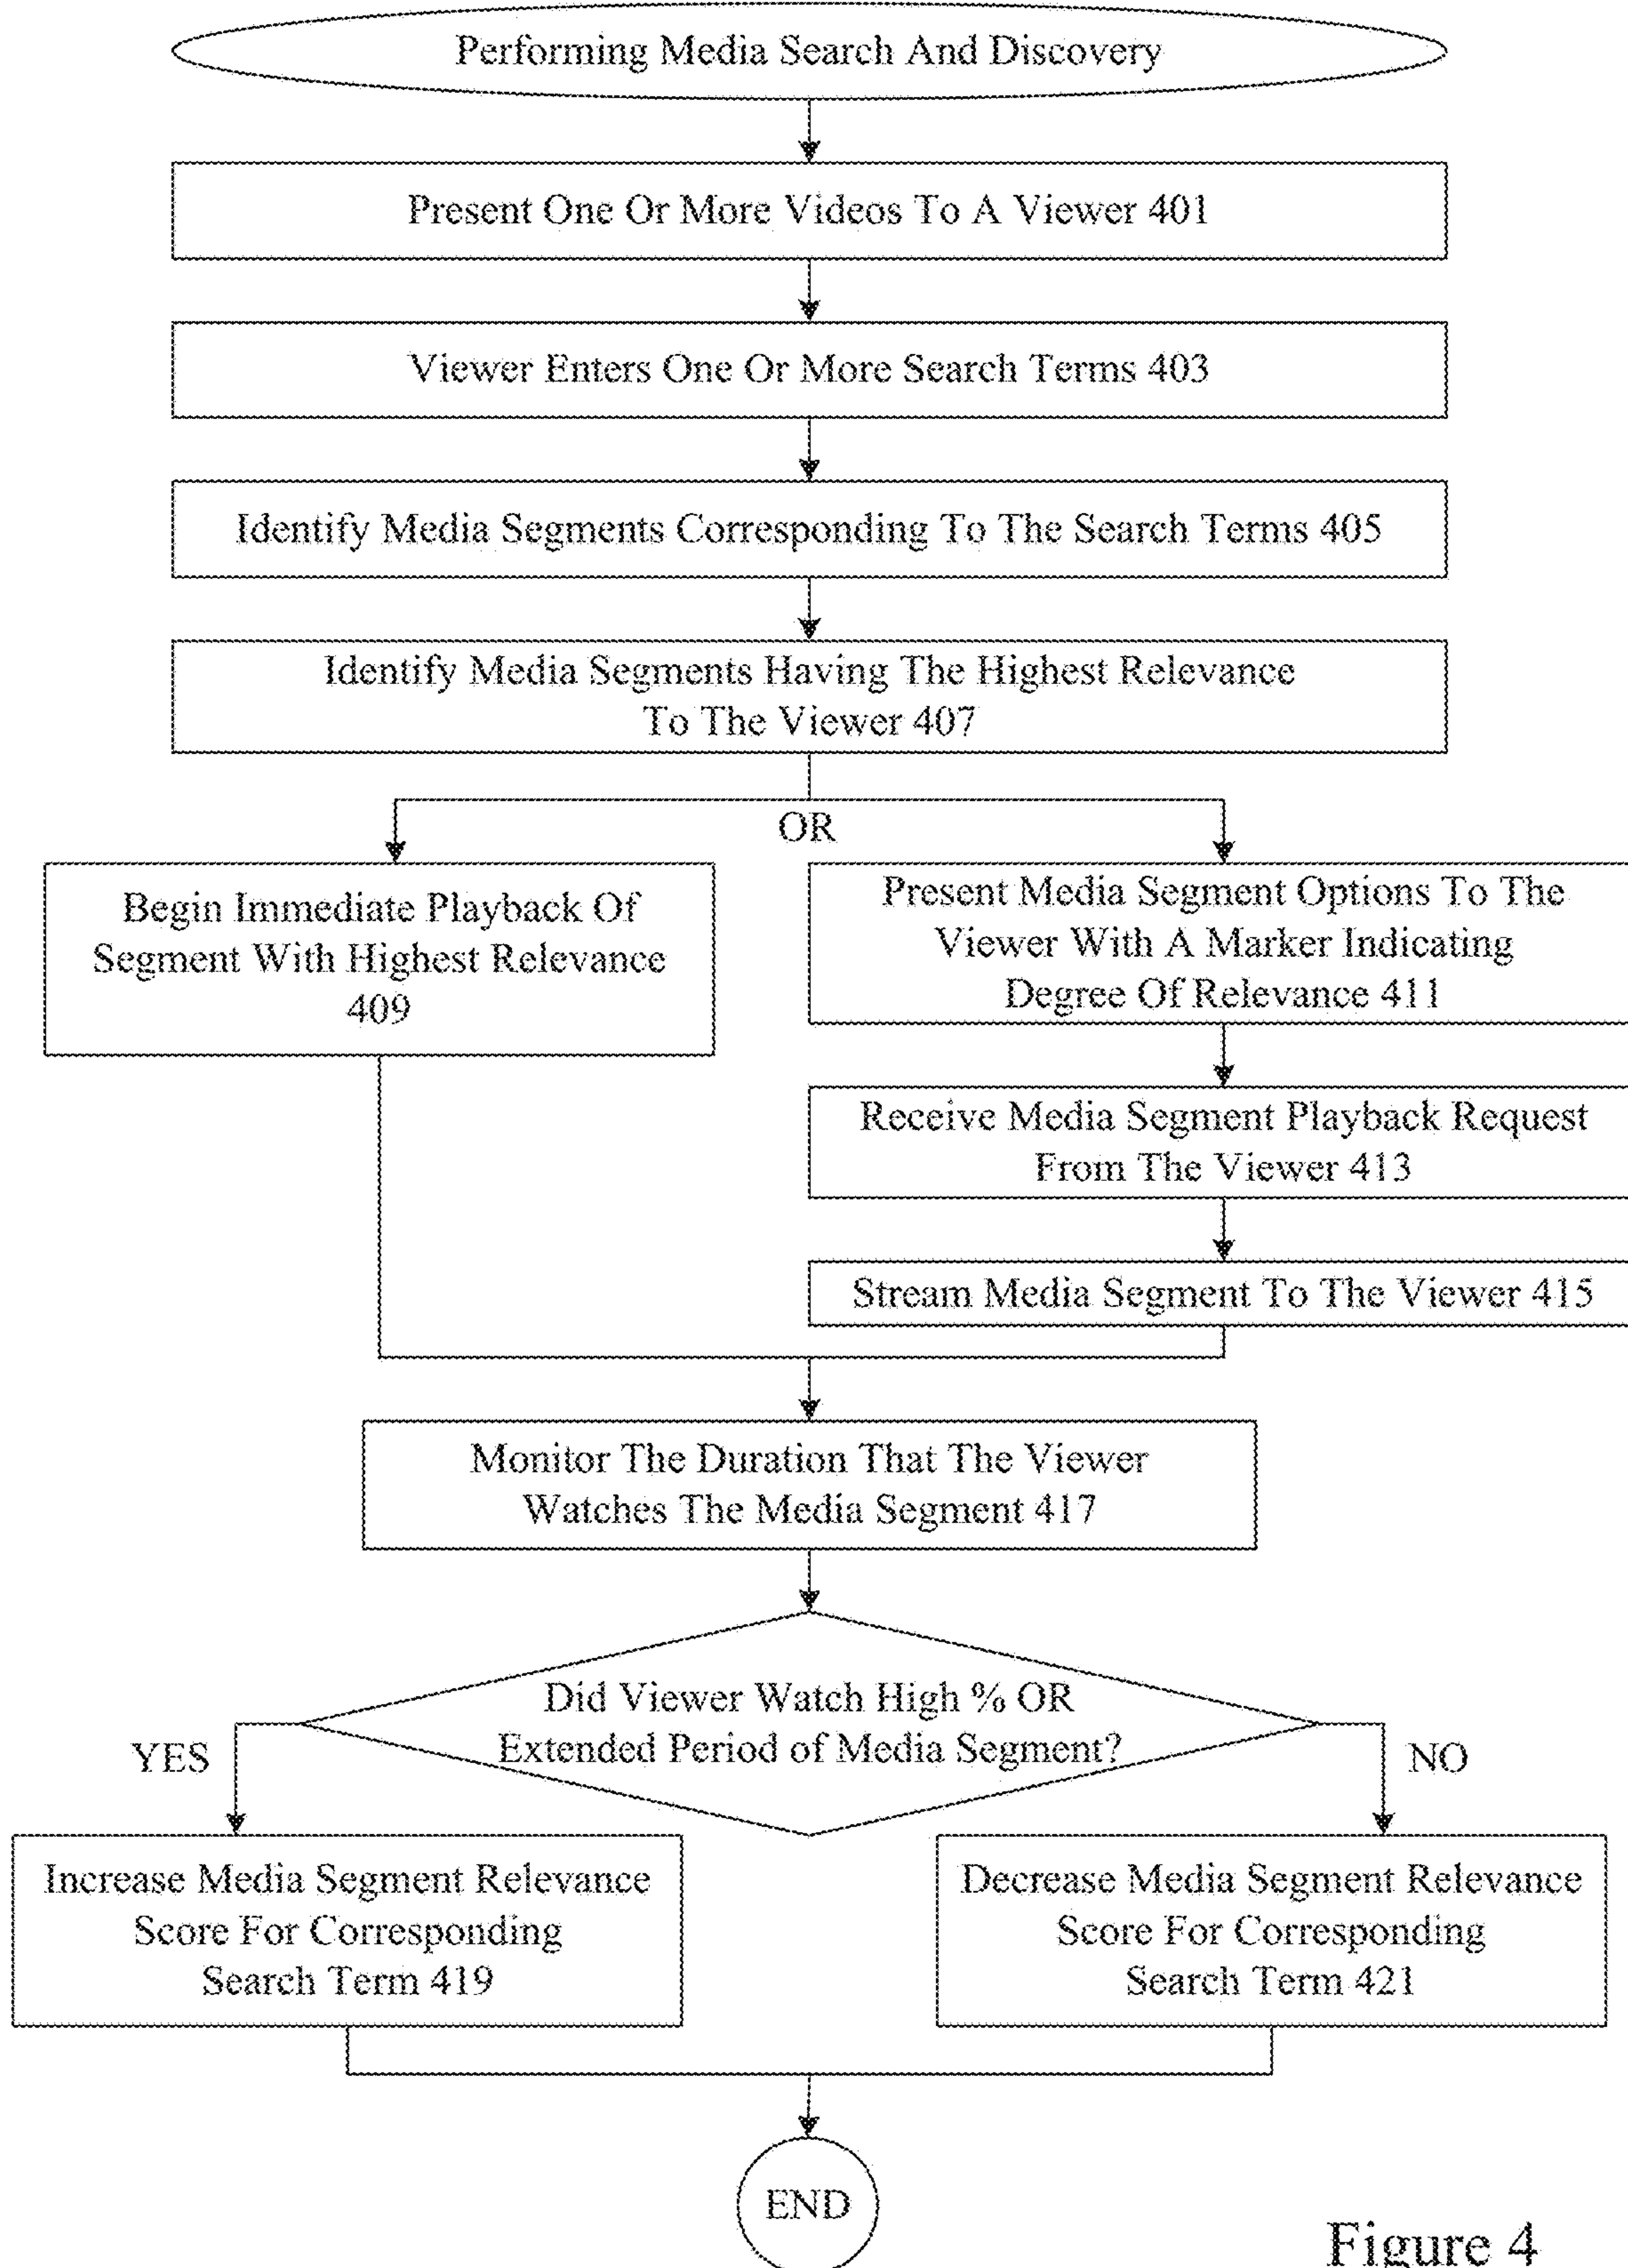 Performing Media Search And Discovery
Present One Or More Videos To A Viewer 401
Viewer Enters One Or More Search Terms 403
Identify Media Segments Corresponding To The Search Terms 405
Identify Media Segments Having The Highest Relevance
To The Viewer 407
OR
Begin Immediate Playback Of
Segment With Highest Relevance
409
Present Media Segment Options To The
Viewer With A Marker Indicating
Degree Of Relevance 411
Receive Media Segment Playback Request
From The Viewer 413
Stream Media Segment To The Viewer 415
Monitor The Duration That The Viewer
Watches The Media Segment 417
Did Viewer Watch High % OR
Extended Period of Media Segment?
YES
NO
Increase Media Segment Relevance
Score For Corresponding
Search Term 419
Decrease Media Segment Relevance
Score For Corresponding
Search Term 421
END
Figure 4